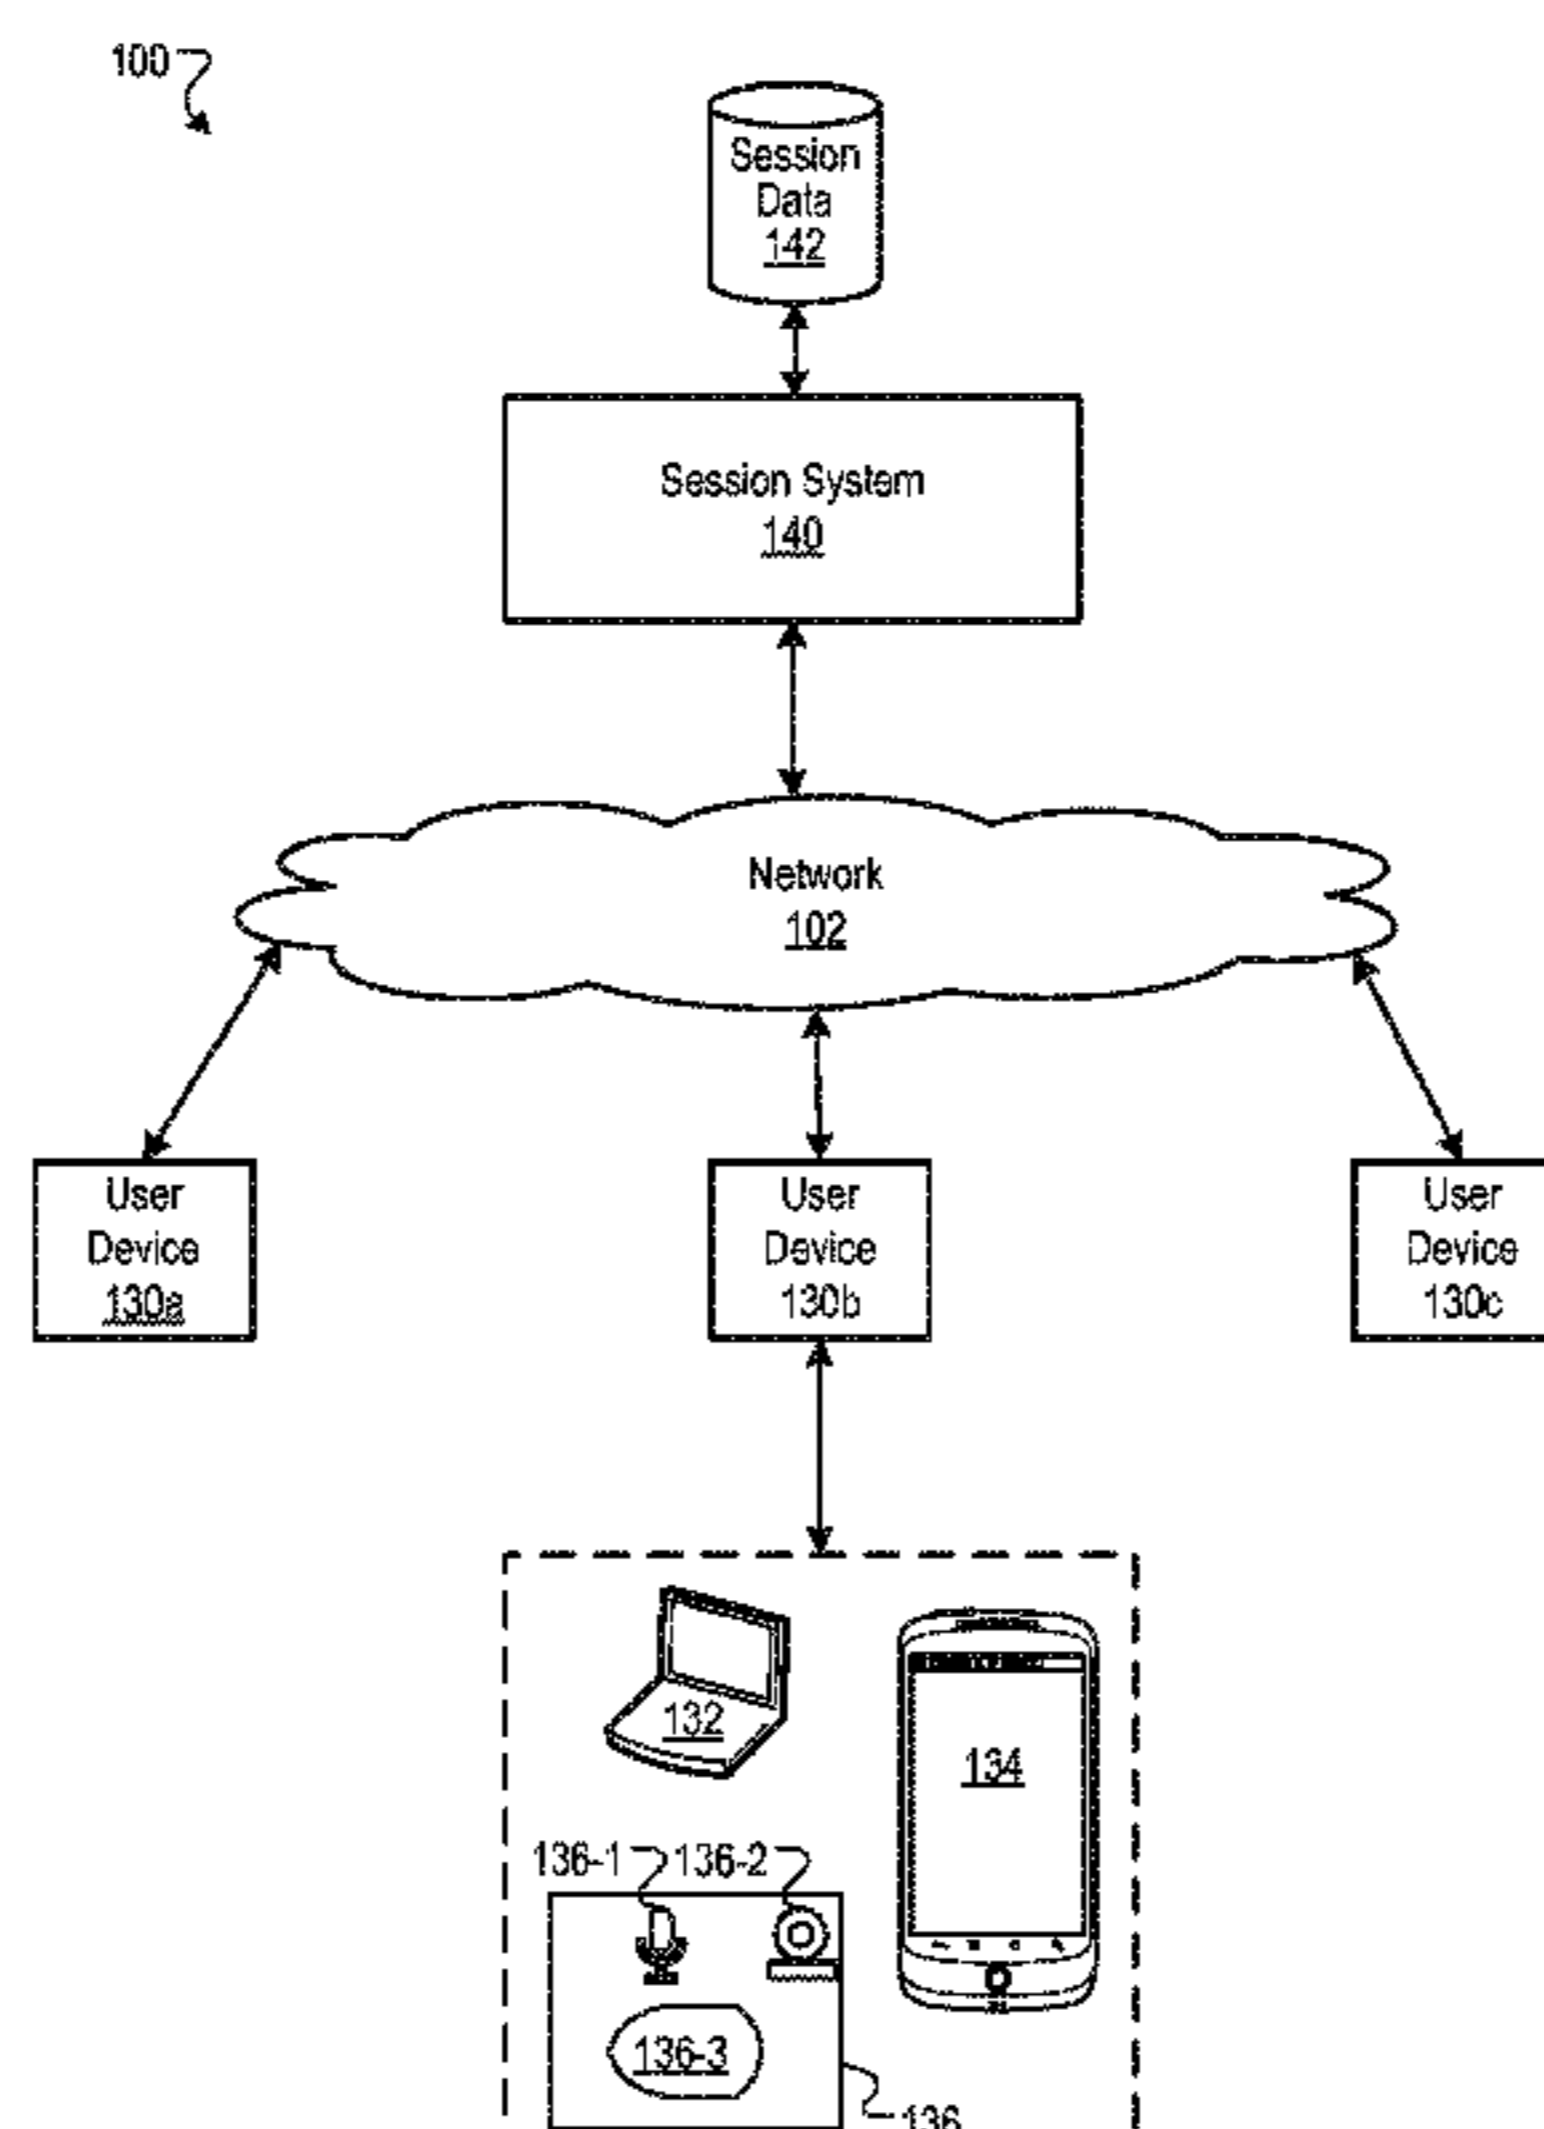 100
Session
Data
142
Session System
140
Network
102
User
Device
130a
User
Device
130b
User
Device
130c
132
134
136-1
136-2
136-3
136